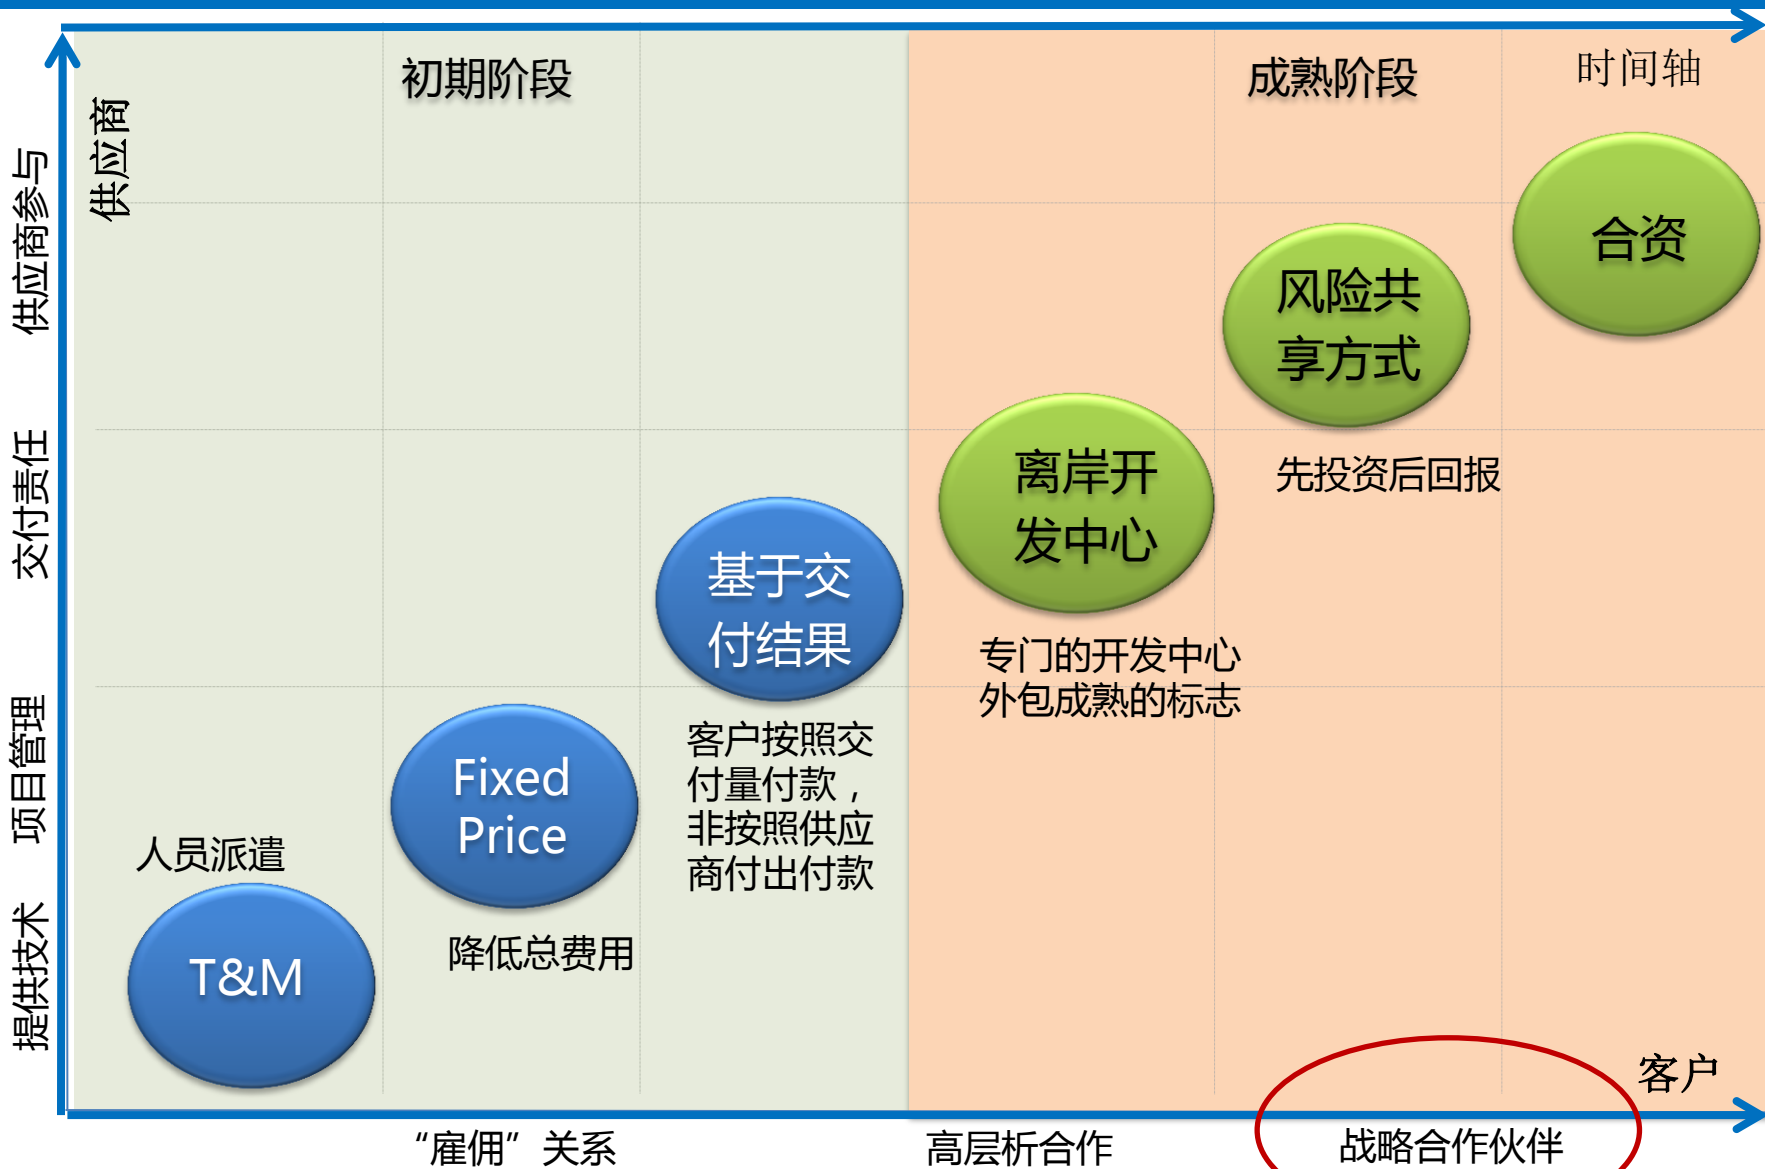 初期阶段
成熟阶段
时间轴
供应商
供应商参与
交付责任
项目管理
提供技术
合资
风险共
享方式
先投资后回报
离岸开
发中心
专门的开发中心
外包成熟的标志
基于交
付结果
客户按照交
付量付款，
非按照供应
商付出付款
Fixed
Price
降低总费用
人员派遣
T&M
客户
“雇佣”关系
高层析合作
战略合作伙伴